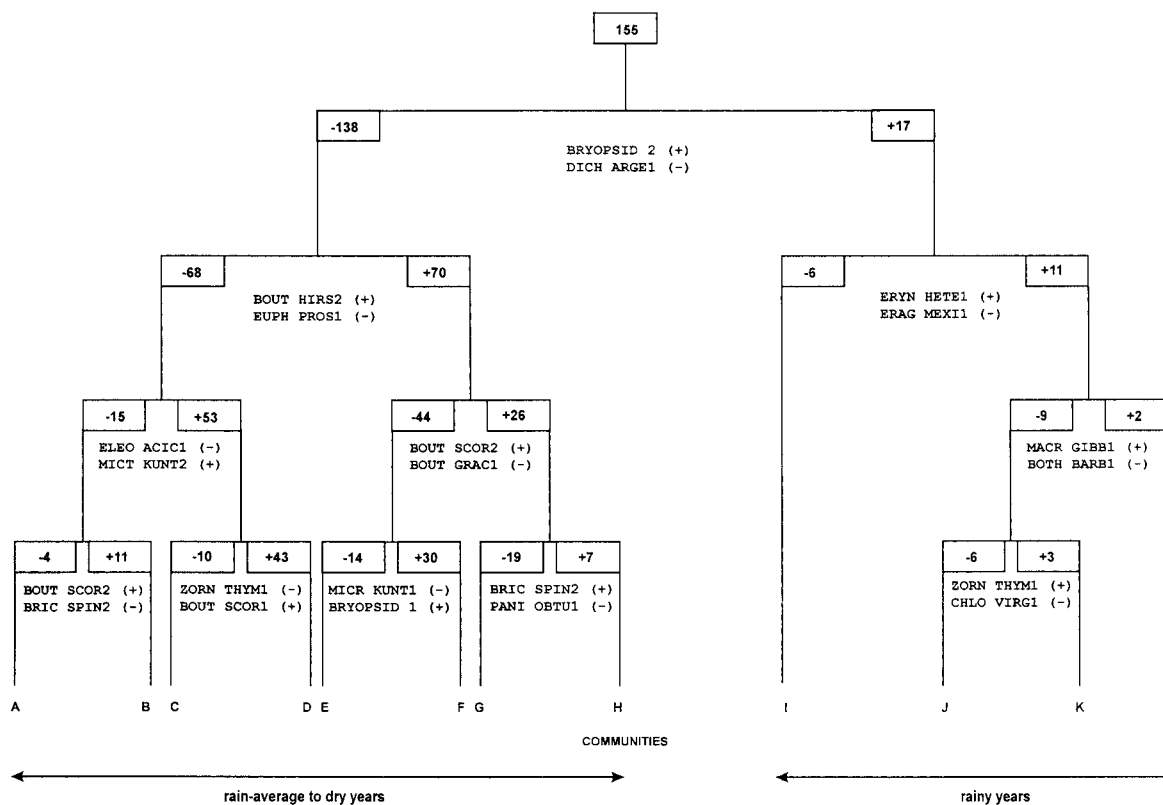 155
-138 +17
BRYOPSID 2 (+)
DICH ARGE1 (-)
-68 +70 -6 +11
BOUT HIRS2 (+) ERYN HETE1 (+)
EUPH PROS1 (-) ERAG MEXI1 (-)
-15 +53 -44 +26 -9 +2
ELEO ACIC1 (-) BOUT SCOR2 (+) MACR GIBB1 (+)
MICT KUNT2 (+) BOUT GRAC1 (-) BOTH BARB1 (-)
-4 +11 -10 +43 -14 +30 -19 +7 -6 +3
BOUT SCOR2 (+) ZORN THYM1 (-) MICR KUNT1 (-) BRIC SPIN2 (+) ZORN THYM1 (+)
BRIC SPIN2 (-) BOUT SCOR1 (+) BRYOPSID 1 (+) PANI OBTU1 (-) CHLO VIRG1 (-)
A B C D E F G H I J K
COMMUNITIES
rain-average to dry years rainy years